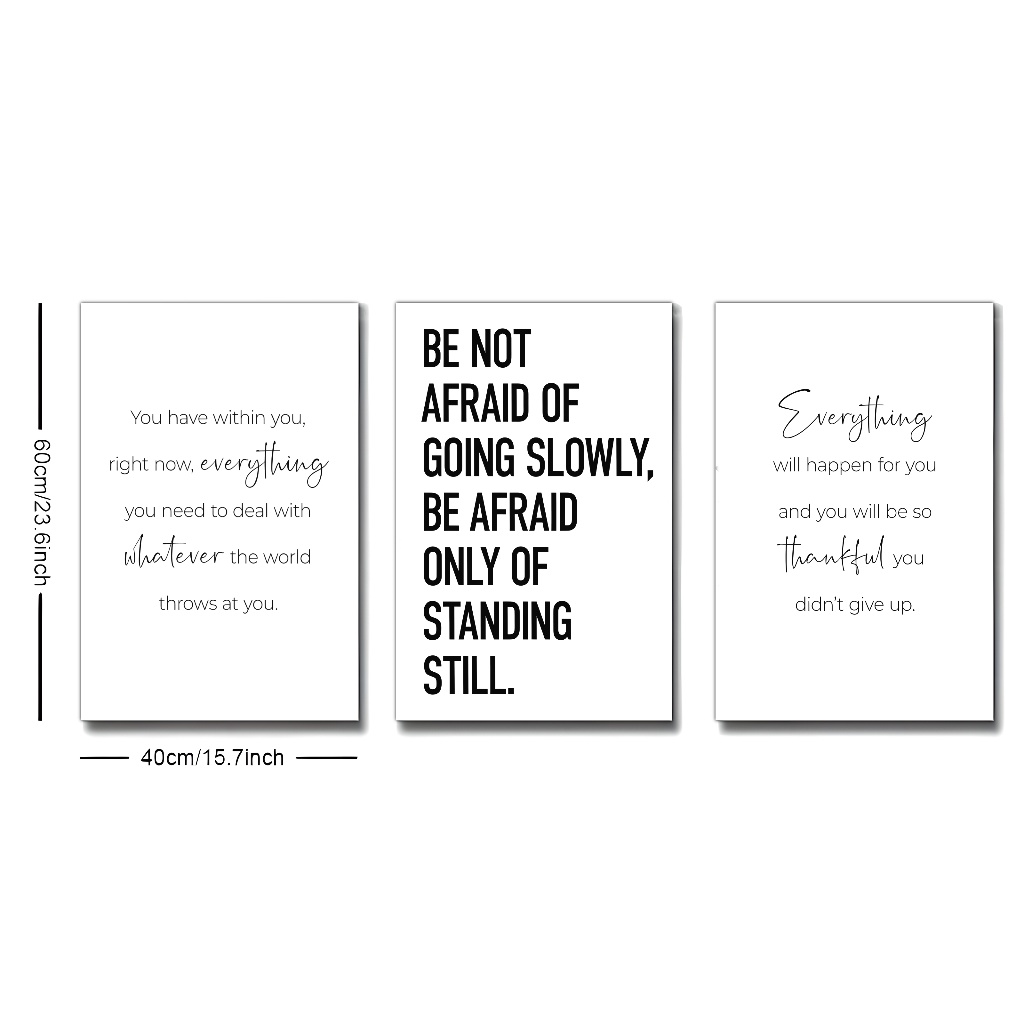 60cm/23.6inch
You have within you,
right now, everything
you need to deal with
whatever the world
throws at you.
BE NOT
AFRAID OF
GOING SLOWLY,
BE AFRAID
ONLY OF
STANDING
STILL.
Everything
will happen for you
and you will be so
thankful you
didn't give up.
40cm/15.7inch